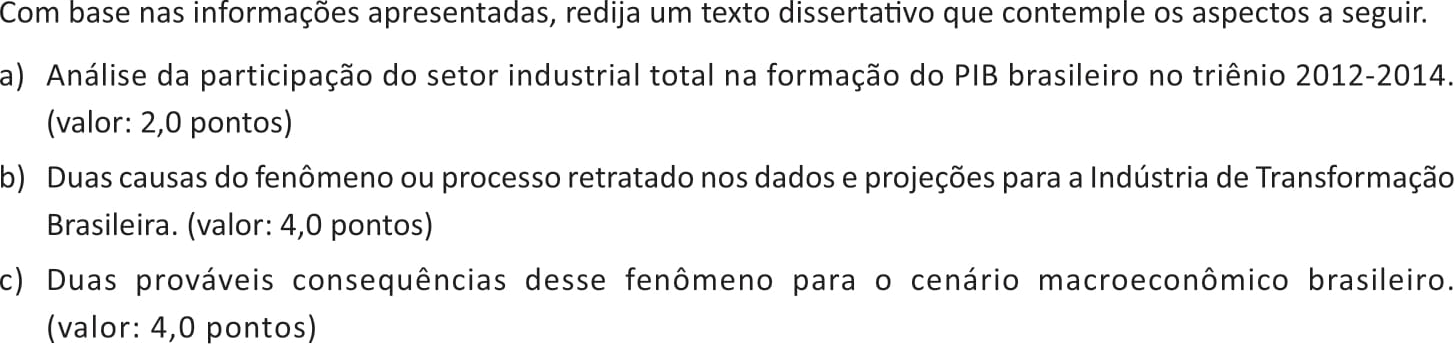 Com base nas informações apresentadas, redija um texto dissertativo que contemple os aspectos a seguir.
a) Análise da participação do setor industrial total na formação do PIB brasileiro no triênio 2012-2014.
(valor: 2,0 pontos)
b) Duas causas do fenômeno ou processo retratado nos dados e projeções para a Indústria de Transformação
Brasileira. (valor: 4,0 pontos)
c) Duas prováveis consequências desse fenômeno para o cenário macroeconômico brasileiro.
(valor: 4,0 pontos)